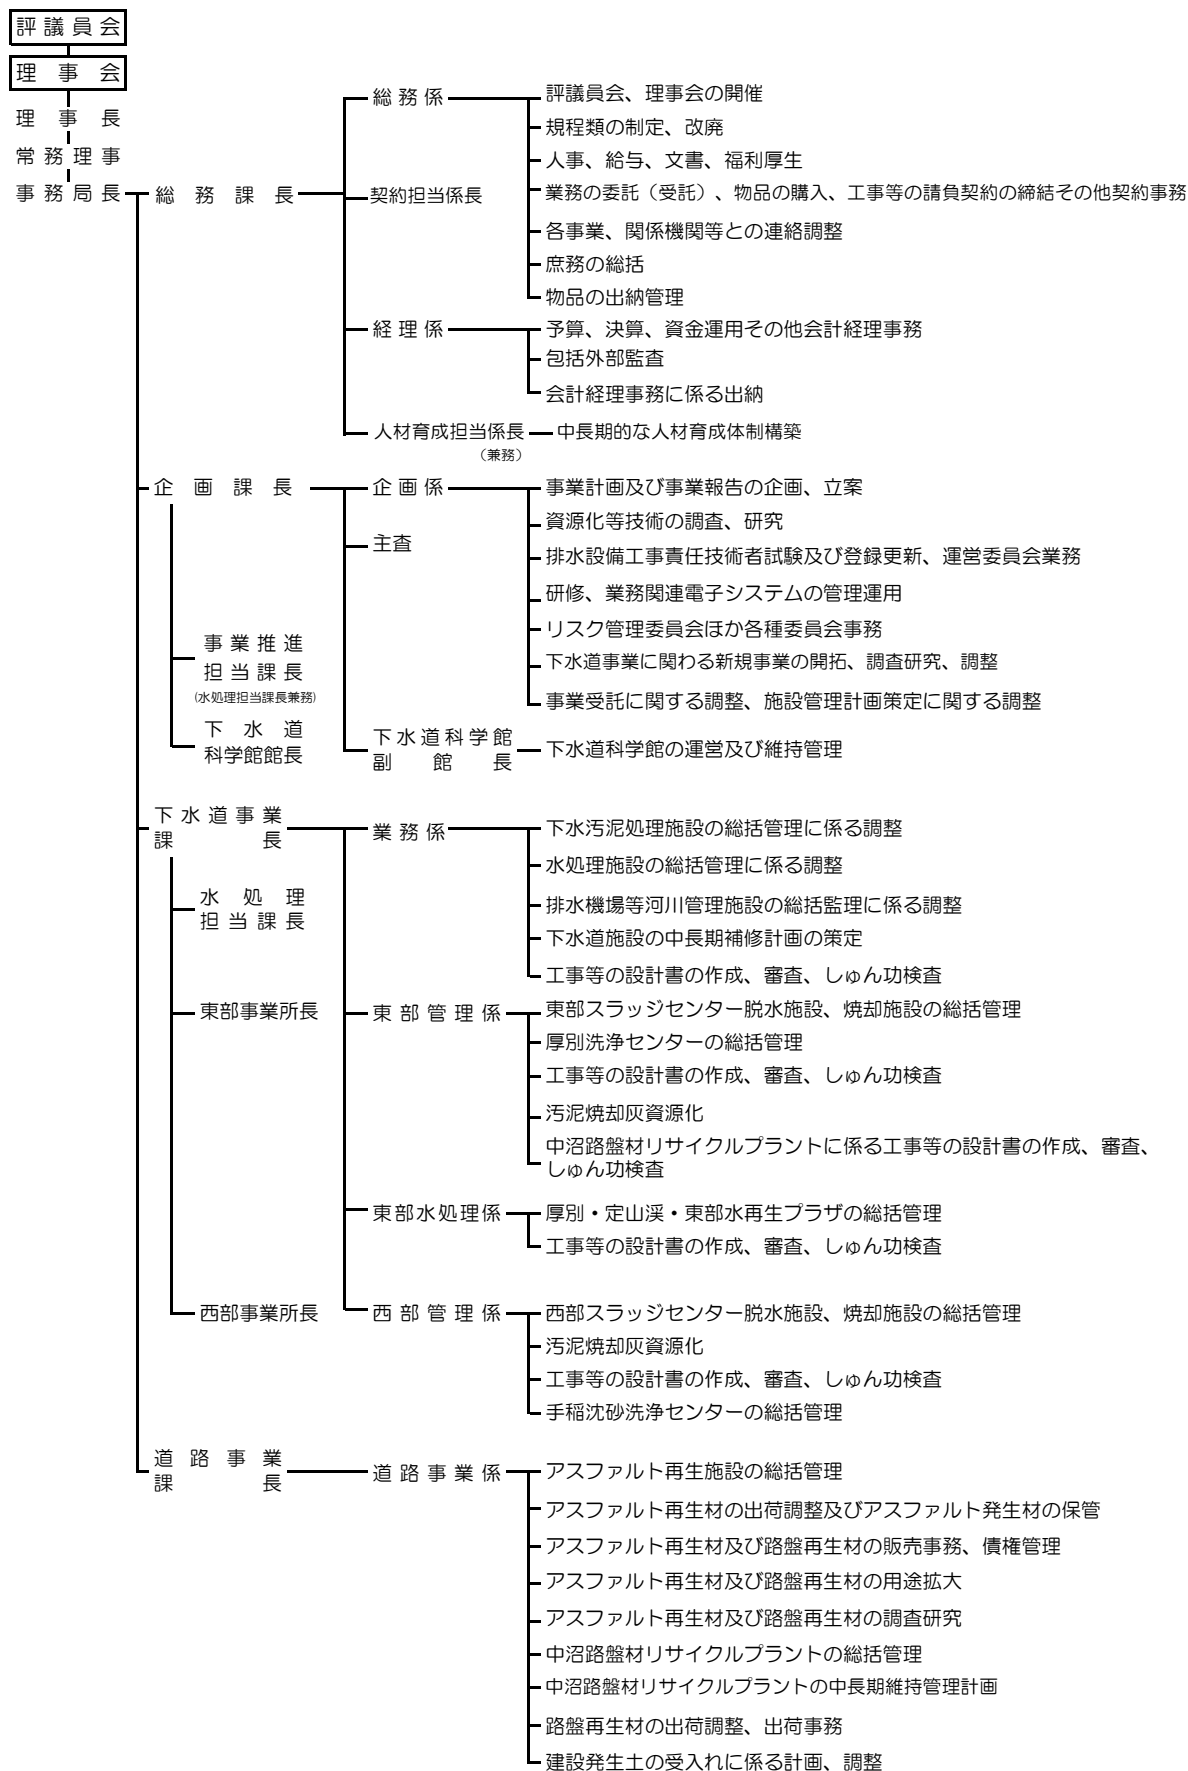 評議員会
理事会
理事長
常務理事
事務局長
総務課長
総務係
評議員会、理事会の開催
規程類の制定、改廃
人事、給与、文書、福利厚生
契約担当係長
業務の委託（受託）、物品の購入、工事等の請負契約の締結その他契約事務
各事業、関係機関等との連絡調整
庶務の総括
物品の出納管理
経理係
予算、決算、資金運用その他会計経理事務
包括外部監査
会計経理事務に係る出納
人材育成担当係長
（兼務）
中長期的な人材育成体制構築
企画課長
企画係
事業計画及び事業報告の企画、立案
資源化等技術の調査、研究
主査
排水設備工事責任技術者試験及び登録更新、運営委員会業務
研修、業務関連電子システムの管理運用
リスク管理委員会ほか各種委員会事務
事業推進
担当課長
(水処理担当課長兼務)
下水道事業に関わる新規事業の開拓、調査研究、調整
事業受託に関する調整、施設管理計画策定に関する調整
下水道
科学館館長
下水道科学館
副館長
下水道科学館の運営及び維持管理
下水道事業
課長
業務係
下水汚泥処理施設の総括管理に係る調整
水処理施設の総括管理に係る調整
水処理
担当課長
排水機場等河川管理施設の総括監理に係る調整
下水道施設の中長期補修計画の策定
工事等の設計書の作成、審査、しゅん功検査
東部事業所長
東部管理係
東部スラッジセンター脱水施設、焼却施設の総括管理
厚別洗浄センターの総括管理
工事等の設計書の作成、審査、しゅん功検査
汚泥焼却灰資源化
中沼路盤材リサイクルプラントに係る工事等の設計書の作成、審査、
しゅん功検査
東部水処理係
厚別・定山渓・東部水再生プラザの総括管理
工事等の設計書の作成、審査、しゅん功検査
西部事業所長
西部管理係
西部スラッジセンター脱水施設、焼却施設の総括管理
汚泥焼却灰資源化
工事等の設計書の作成、審査、しゅん功検査
手稲沈砂洗浄センターの総括管理
道路事業
課長
道路事業係
アスファルト再生施設の総括管理
アスファルト再生材の出荷調整及びアスファルト発生材の保管
アスファルト再生材及び路盤再生材の販売事務、債権管理
アスファルト再生材及び路盤再生材の用途拡大
アスファルト再生材及び路盤再生材の調査研究
中沼路盤材リサイクルプラントの総括管理
中沼路盤材リサイクルプラントの中長期維持管理計画
路盤再生材の出荷調整、出荷事務
建設発生土の受入れに係る計画、調整